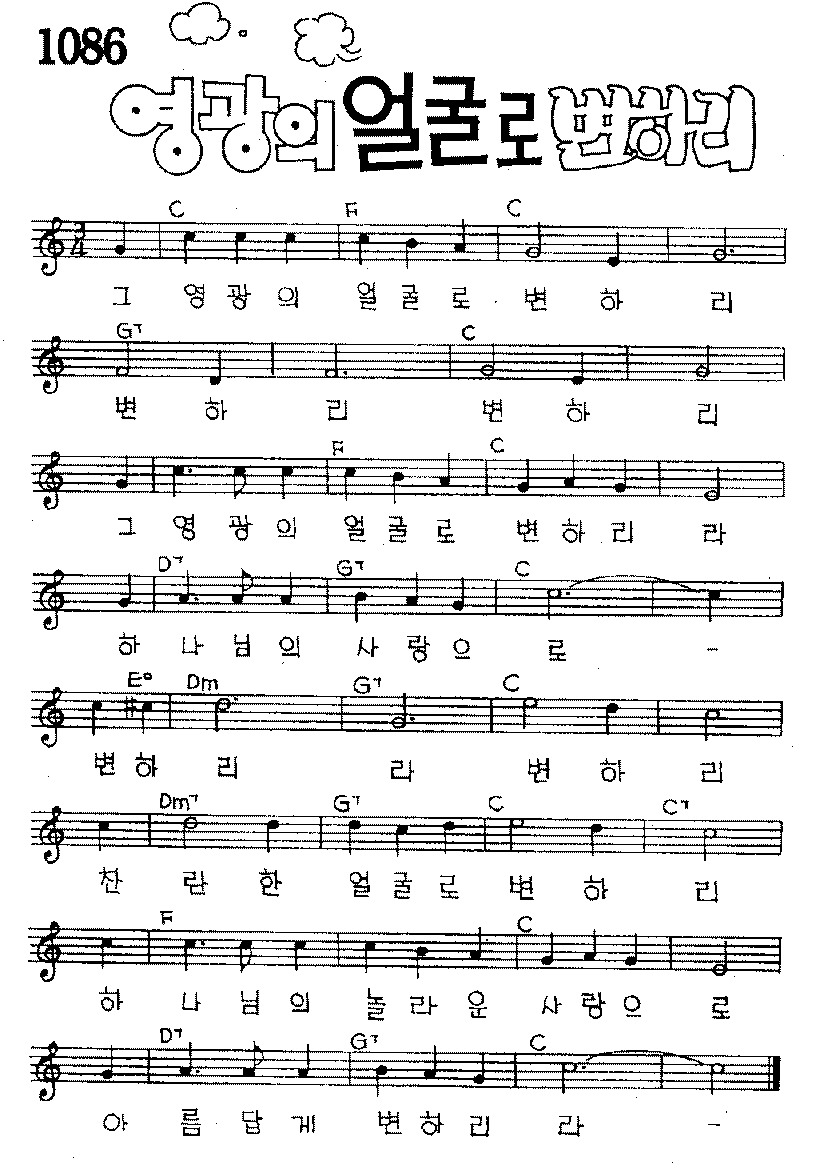 1086
영광의 얼굴로 변하리
C F C
3 4
그 영 광 의 얼 굴 로 변 하 리
G7 C
변 하 리 변 하 리
F C
그 영 광 의 얼 굴 로 변 하 리 라
D7 G7 C
하 나 님 의 사 랑 으 로 -
E° Dm G7 C
변 하 리 라 변 하 리
Dm7 G7 C C7
찬 란 한 얼 굴 로 변 하 리
F C
하 나 님 의 놀 라 운 사 랑 으 로
D7 G7 C
아 름 답 게 변 하 리 라 -